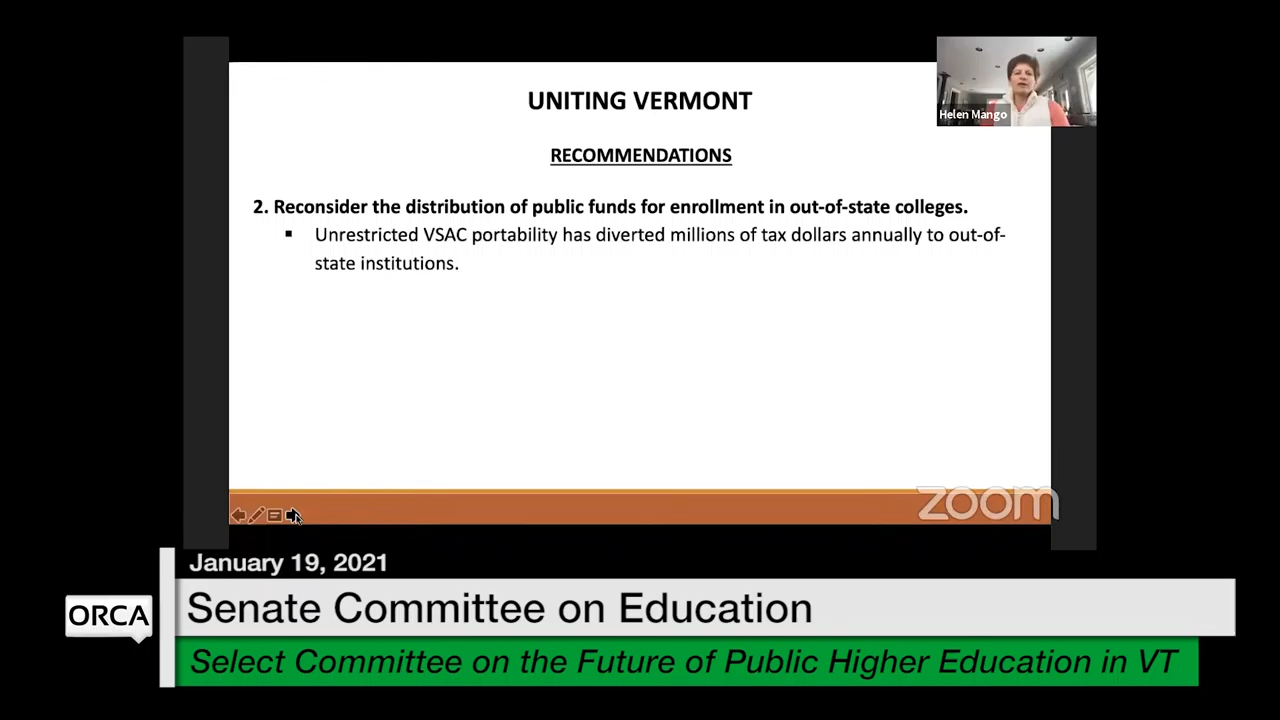 UNITING VERMONT
Helen Mango
RECOMMENDATIONS
2. Reconsider the distribution of public funds for enrollment in out-of-state colleges.
▪ Unrestricted VSAC portability has diverted millions of tax dollars annually to out-of-
state institutions.
zoom
January 19, 2021
ORCA
Senate Committee on Education
Select Committee on the Future of Public Higher Education in VT